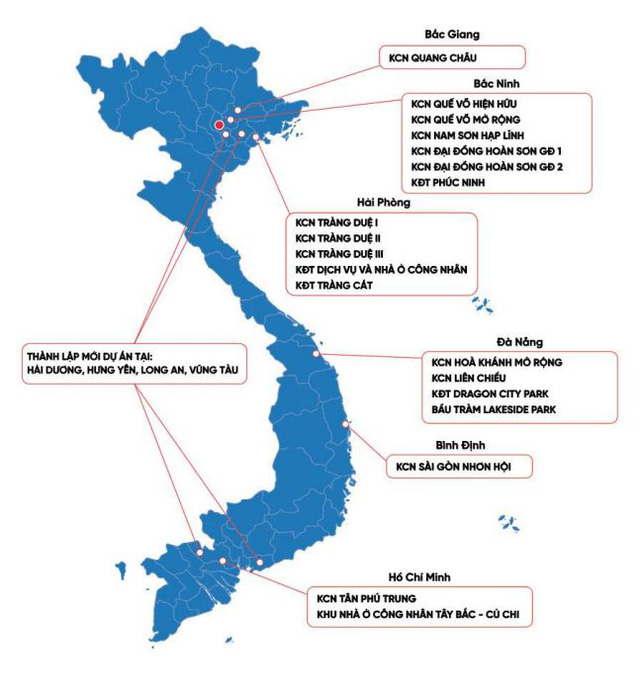 Bắc Giang
KCN QUANG CHÂU
Bắc Ninh
KCN QUẾ VÕ HIỆN HỮU
KCN QUẾ VÕ MỞ RỘNG
KCN NAM SƠN HẠP LĨNH
KCN ĐẠI ĐỒNG HOÀN SƠN GĐ 1
KCN ĐẠI ĐỒNG HOÀN SƠN GĐ 2
KĐT PHÚC NINH
Hải Phòng
KCN TRÀNG DUỆ I
KCN TRÀNG DUỆ II
KCN TRÀNG DUỆ III
KĐT DỊCH VỤ VÀ NHÀ Ở CÔNG NHÂN
KĐT TRÀNG CÁT
THÀNH LẬP MỚI DỰ ÁN TẠI:
HẢI DƯƠNG, HƯNG YÊN, LONG AN, VŨNG TÀU
Đà Nẵng
KCN HOÀ KHÁNH MỞ RỘNG
KCN LIÊN CHIỂU
KĐT DRAGON CITY PARK
BÀU TRÀM LAKESIDE PARK
Bình Định
KCN SÀI GÒN NHƠN HỘI
Hồ Chí Minh
KCN TÂN PHÚ TRUNG
KHU NHÀ Ở CÔNG NHÂN TÂY BẮC - CỦ CHI